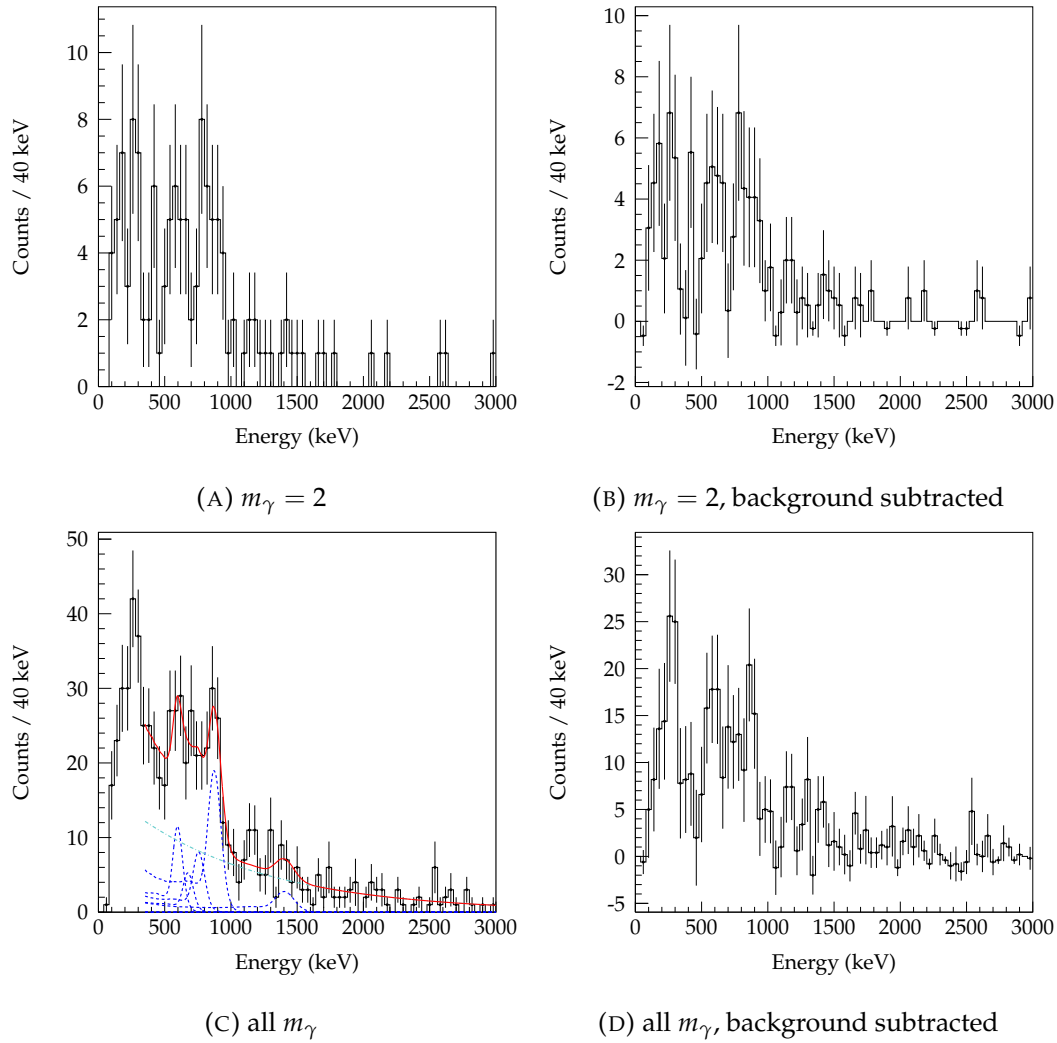 10
8
6
4
2
0
Counts / 40 keV
0 500 1000 1500 2000 2500 3000
Energy (keV)
(A) mγ = 2
10
8
6
4
2
0
−2
Counts / 40 keV
0 500 1000 1500 2000 2500 3000
Energy (keV)
(B) mγ = 2, background subtracted
50
40
30
20
10
0
Counts / 40 keV
0 500 1000 1500 2000 2500 3000
Energy (keV)
(C) all mγ
30
25
20
15
10
5
0
−5
Counts / 40 keV
0 500 1000 1500 2000 2500 3000
Energy (keV)
(D) all mγ, background subtracted